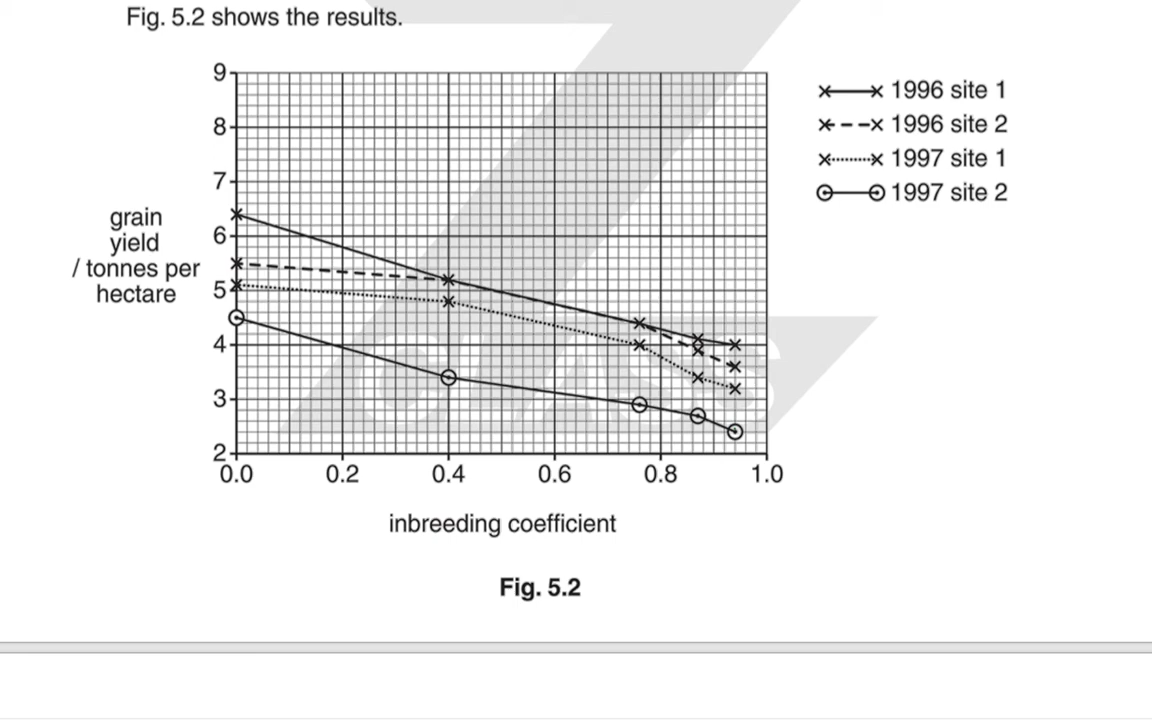 Fig. 5.2 shows the results.
9
8
7
6
5
4
3
2
grain
yield
/ tonnes per
hectare
0.0 0.2 0.4 0.6 0.8 1.0
inbreeding coefficient
1996 site 1
1996 site 2
1997 site 1
1997 site 2
Fig. 5.2